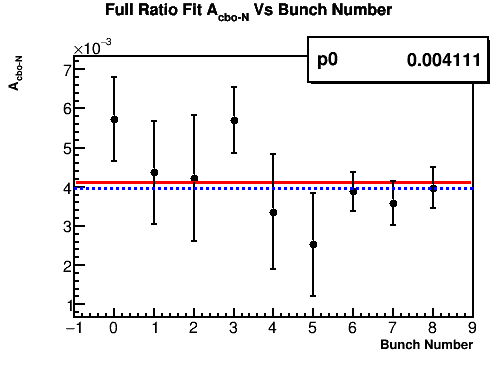 Full Ratio Fit A_cbo-N Vs Bunch Number
×10⁻³
p0 0.004111
A_cbo-N
7
6
5
4
3
2
1
−1 0 1 2 3 4 5 6 7 8 9
Bunch Number